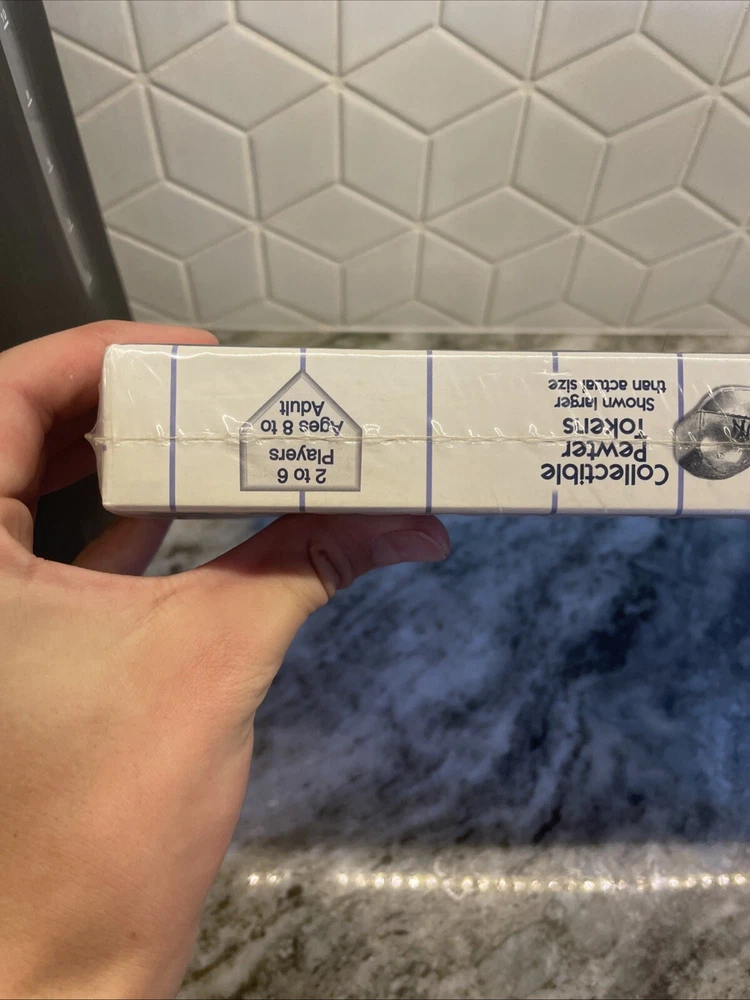 Collectible
Pewter
Tokens
Shown larger
than actual size
2 to 6
Players
Ages 8 to
Adult